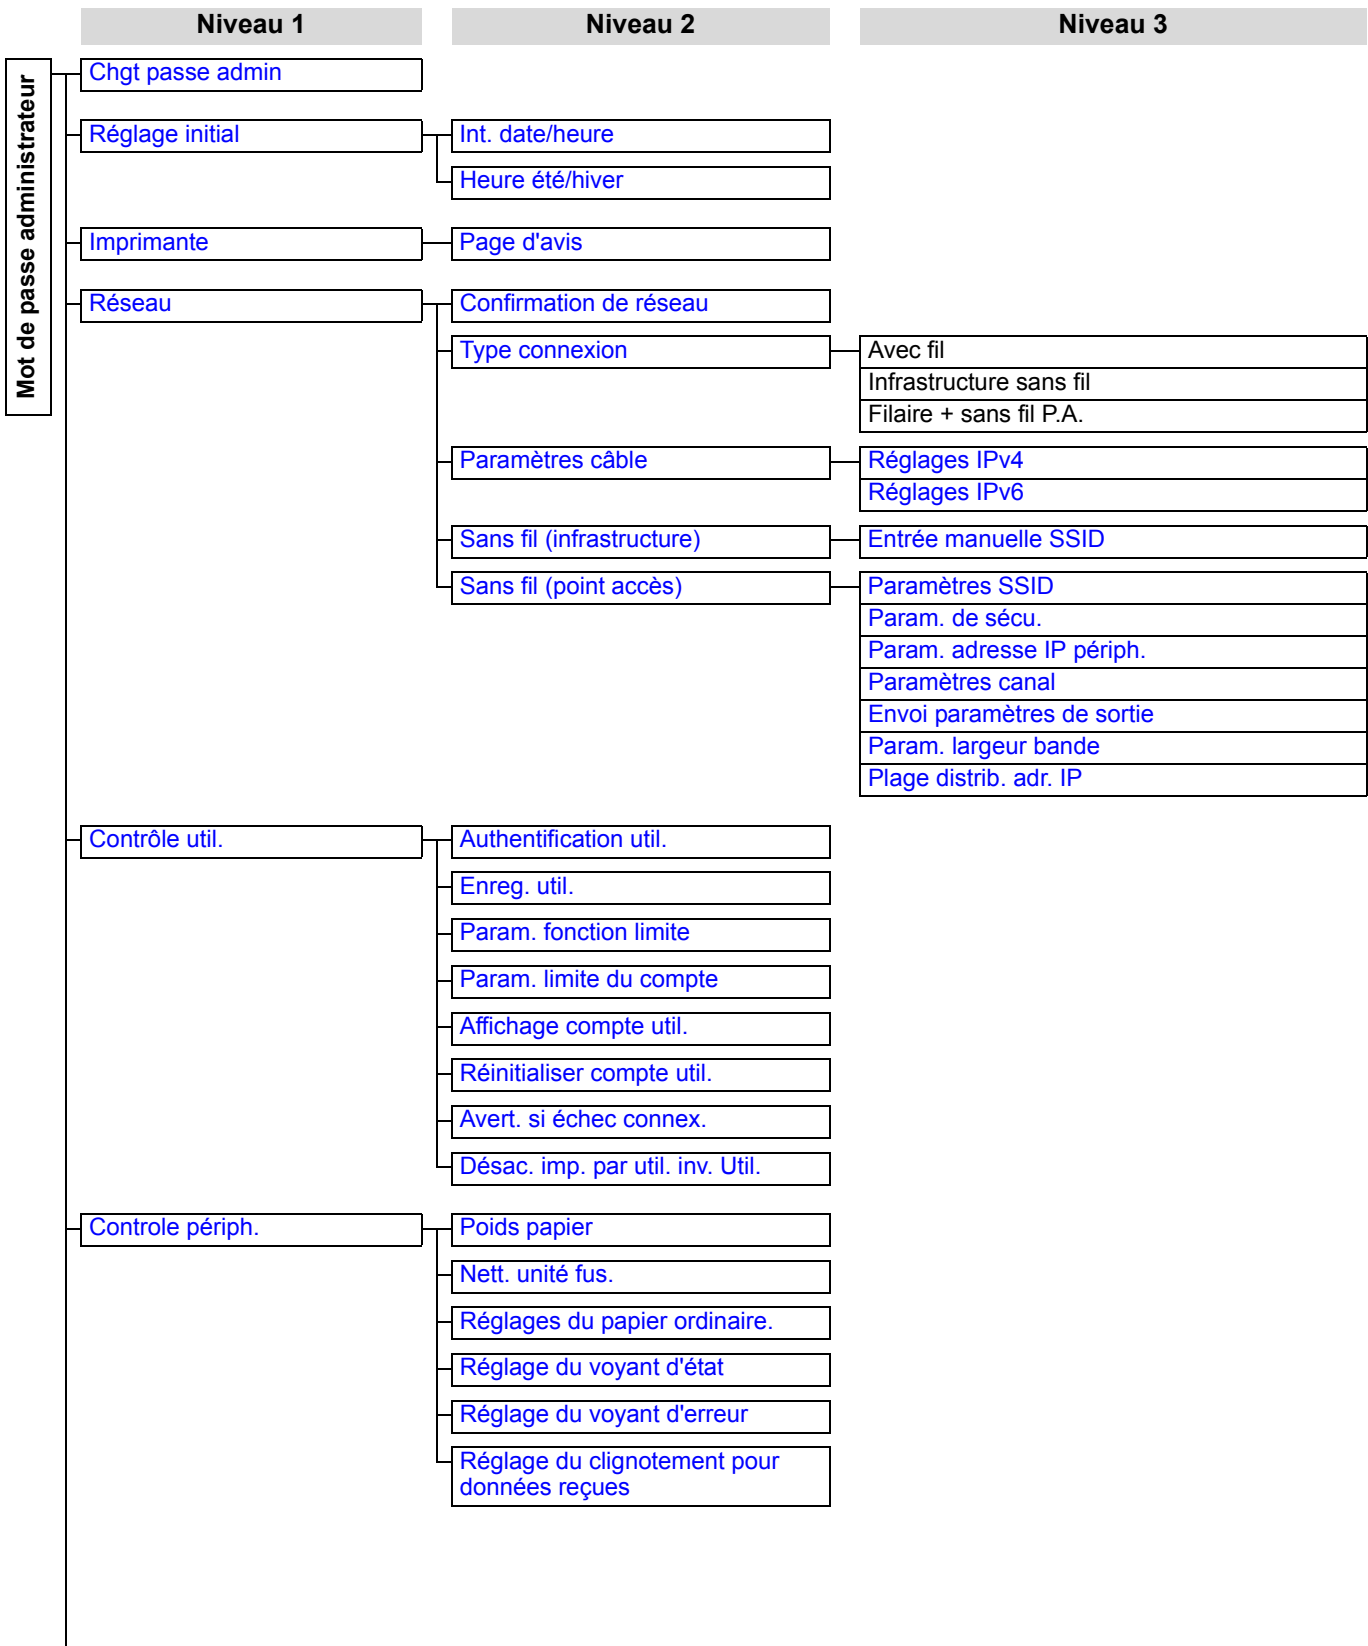 Niveau 1
Niveau 2
Niveau 3
Mot de passe administrateur
Chgt passe admin
Réglage initial
Int. date/heure
Heure été/hiver
Imprimante
Page d'avis
Réseau
Confirmation de réseau
Type connexion
Avec fil
Infrastructure sans fil
Filaire + sans fil P.A.
Paramètres câble
Réglages IPv4
Réglages IPv6
Sans fil (infrastructure)
Entrée manuelle SSID
Sans fil (point accès)
Paramètres SSID
Param. de sécu.
Param. adresse IP périph.
Paramètres canal
Envoi paramètres de sortie
Param. largeur bande
Plage distrib. adr. IP
Contrôle util.
Authentification util.
Enreg. util.
Param. fonction limite
Param. limite du compte
Affichage compte util.
Réinitialiser compte util.
Avert. si échec connex.
Désac. imp. par util. inv. Util.
Controle périph.
Poids papier
Nett. unité fus.
Réglages du papier ordinaire.
Réglage du voyant d'état
Réglage du voyant d'erreur
Réglage du clignotement pour
données reçues